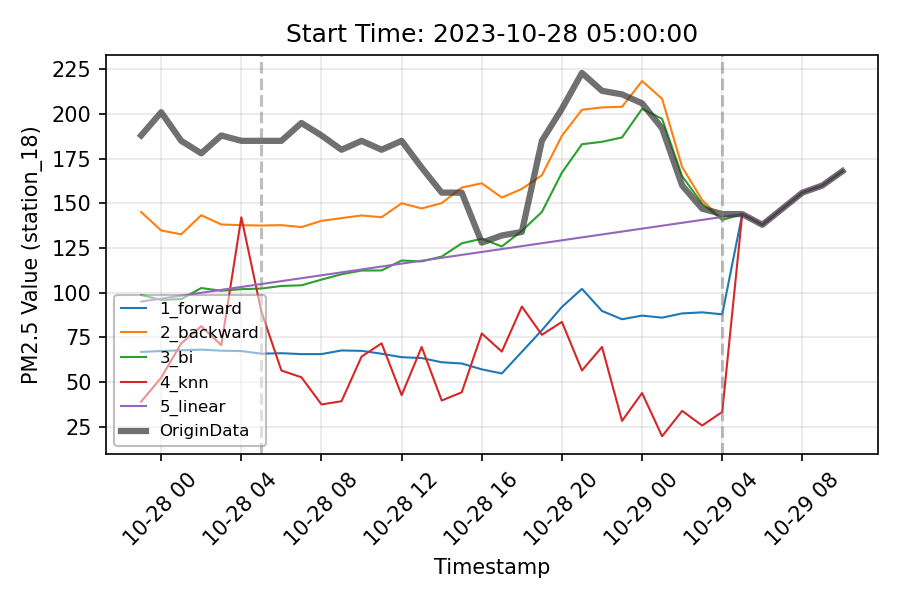 Start Time: 2023-10-28 05:00:00
PM2.5 Value (station_18)
225
200
175
150
125
100
75
50
25
1_forward
2_backward
3_bi
4_knn
5_linear
OriginData
10-28 00
10-28 04
10-28 08
10-28 12
10-28 16
10-28 20
10-29 00
10-29 04
10-29 08
Timestamp